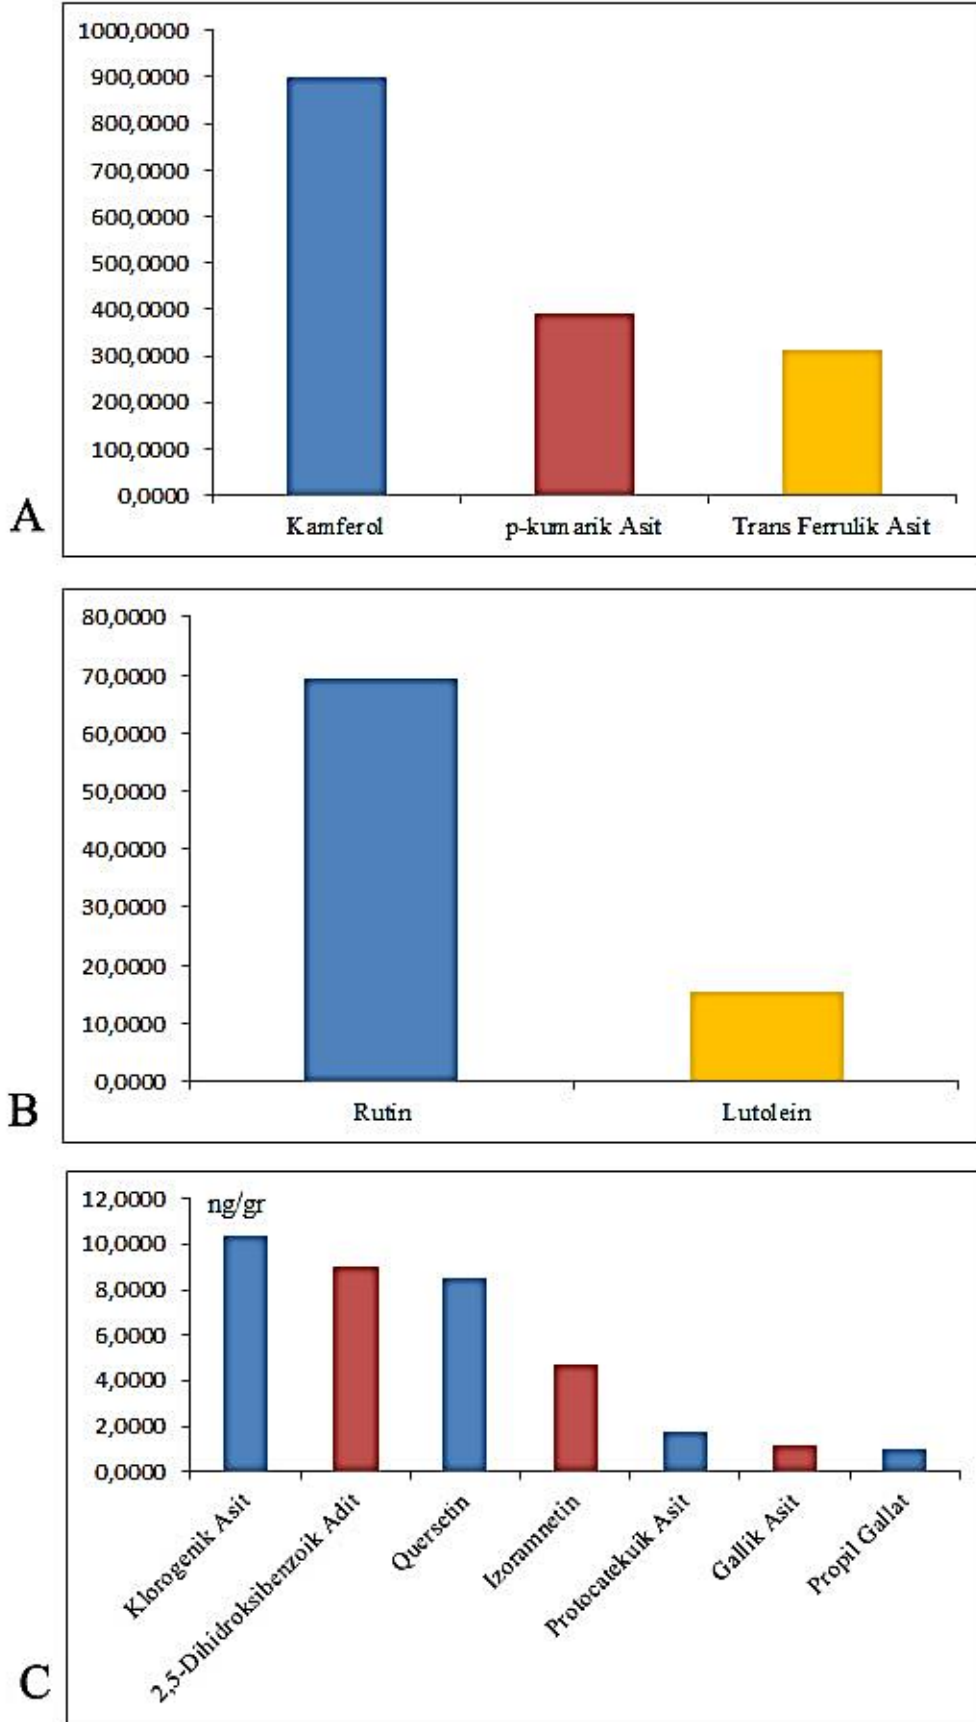 1000,0000
900,0000
800,0000
700,0000
600,0000
500,0000
400,0000
300,0000
200,0000
100,0000
0,0000
A
Kamferol p-kumarik Asit Trans Ferrulik Asit
80,0000
70,0000
60,0000
50,0000
40,0000
30,0000
20,0000
10,0000
0,0000
B
Rutin Lutolein
12,0000
ng/gr
10,0000
8,0000
6,0000
4,0000
2,0000
0,0000
Klorogenik Asit
2,5-Dihidroksibenzoik Adit
Quersetin
Izoramnetin
Protocatekuik Asit
Gallik Asit
Propil Gallat
C